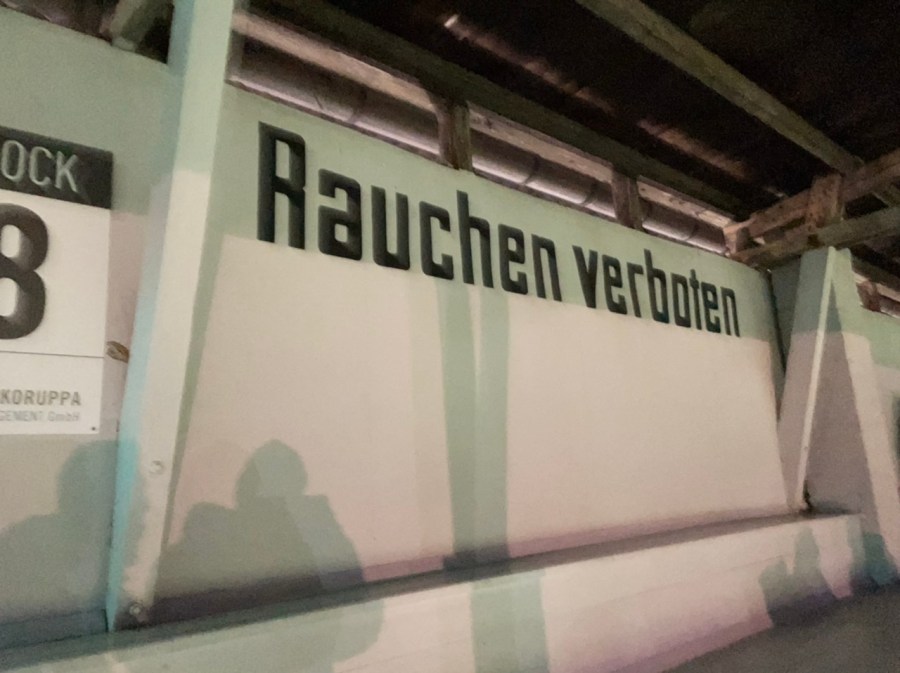 OCK
8
KORUPPA
GEMENT GmbH
Rauchen verboten